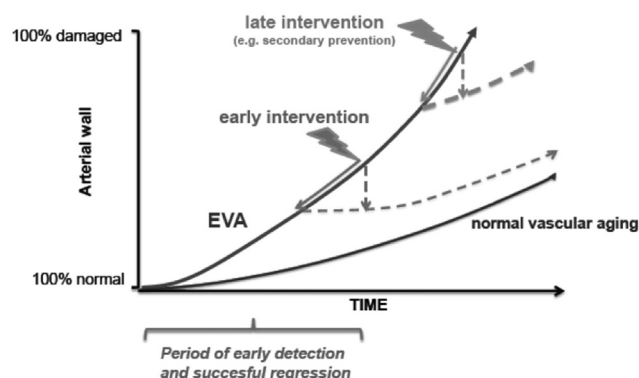 100% damaged
late intervention
(e.g. secondary prevention)
early intervention
Arterial wall
EVA
normal vascular aging
100% normal
TIME
Period of early detection
and succesful regression